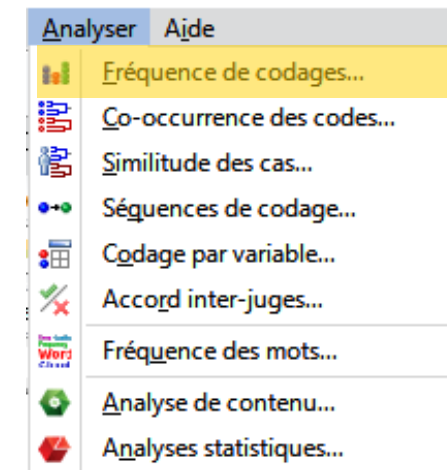 Analyser Aide
Fréquence de codages...
Co-occurrence des codes...
Similitude des cas...
Séquences de codage...
Codage par variable...
Accord inter-juges...
Fréquence des mots...
Analyse de contenu...
Analyses statistiques...